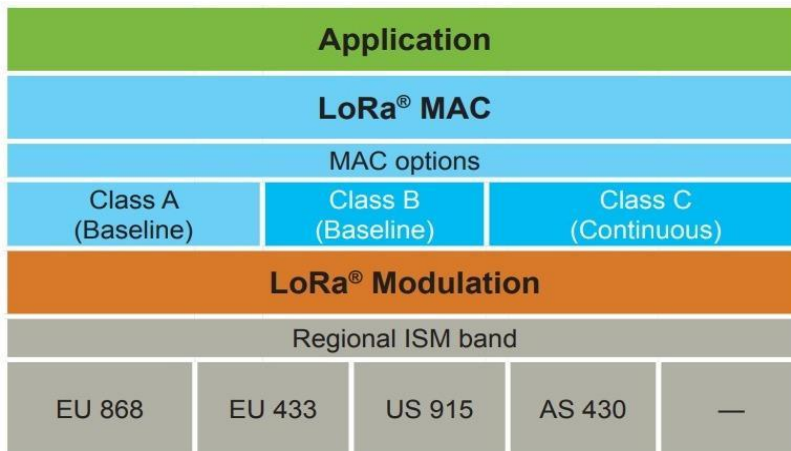 Application
LoRa® MAC
MAC options
Class A Class B Class C
(Baseline) (Baseline) (Continuous)
LoRa® Modulation
Regional ISM band
EU 868 EU 433 US 915 AS 430 —